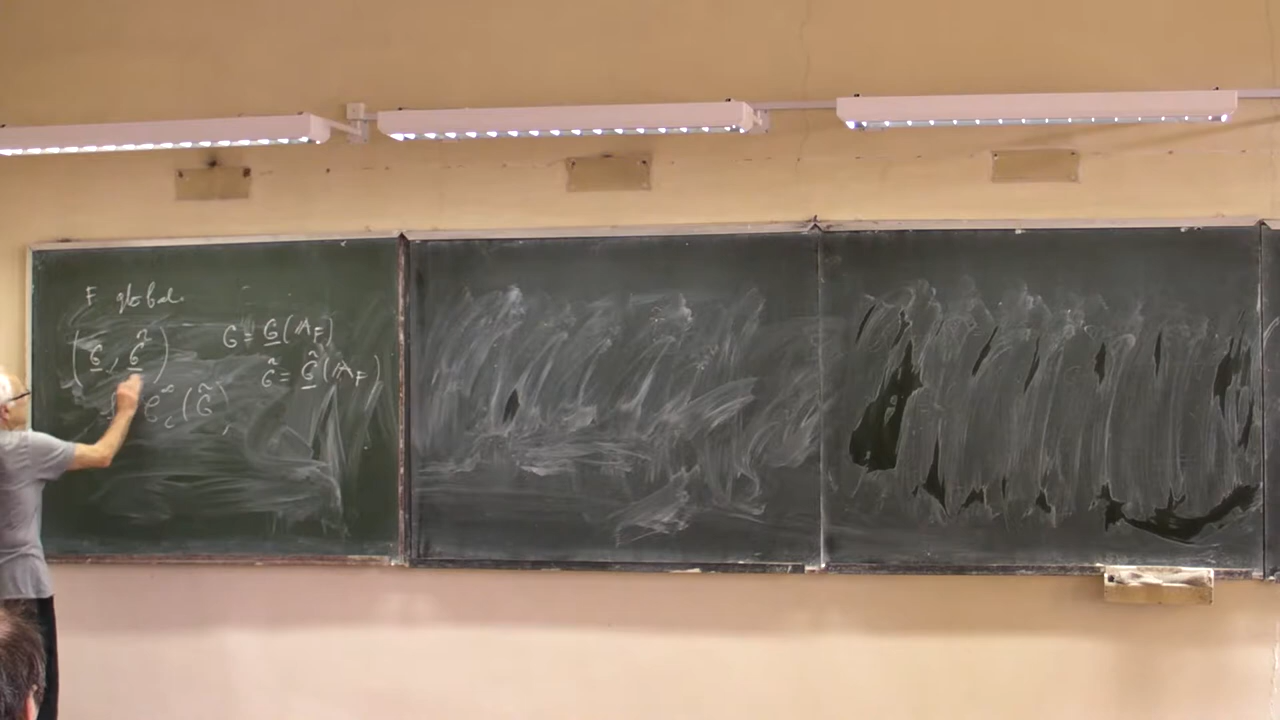 F global.
(G̲, G̲̃)
G = G̲(𝔸_F)
G̃ = G̲̃(𝔸_F)
C_c^∞(G̃),